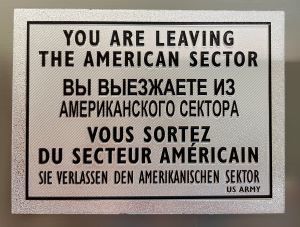 YOU ARE LEAVING
THE AMERICAN SECTOR
ВЫ ВЫЕЗЖАЕТЕ ИЗ
АМЕРИКАНСКОГО СЕКТОРА
VOUS SORTEZ
DU SECTEUR AMÉRICAIN
SIE VERLASSEN DEN AMERIKANISCHEN SEKTOR
US ARMY